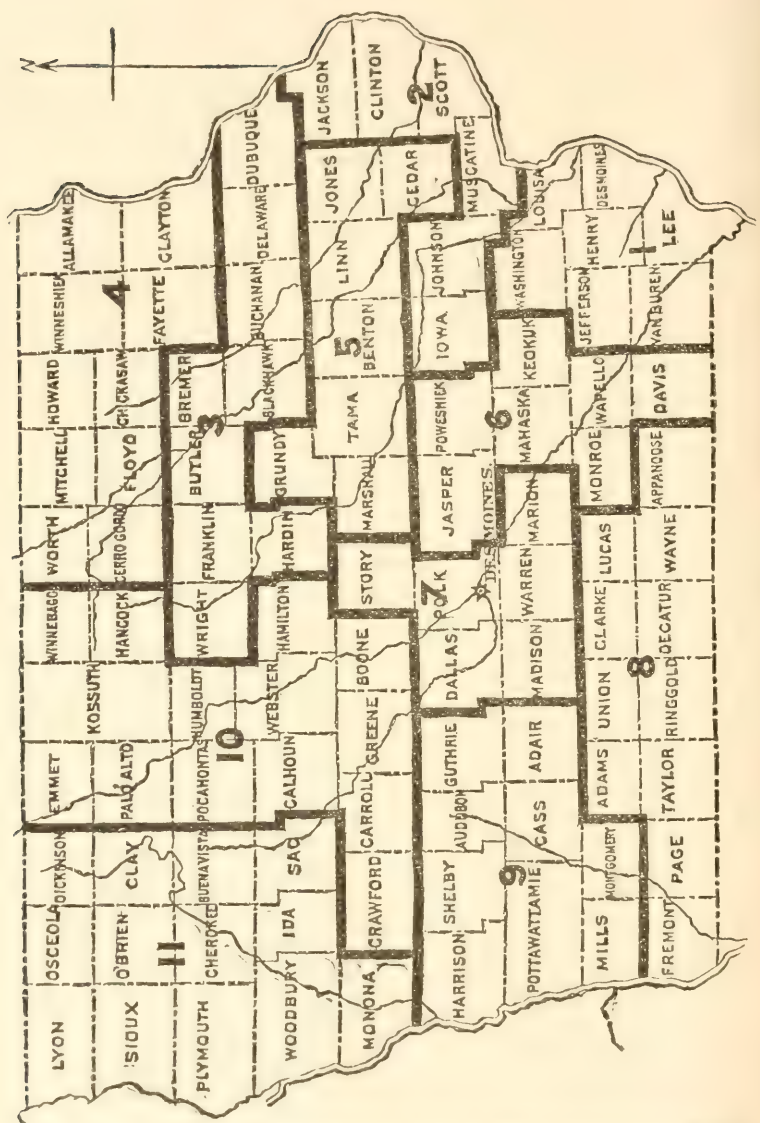 N
LYON
OSCEOLA
DICKINSON
EMMET
KOSSUTH
WINNEBAGO
WORTH
MITCHELL
HOWARD
WINNESHIEK
ALLAMAKEE
SIOUX
O'BRIEN
CLAY
PALO ALTO
HANCOCK
CERRO GORDO
FLOYD
CHICKASAW
4
FAYETTE
CLAYTON
PLYMOUTH
11
CHEROKEE
BUENA VISTA
POCAHONTAS
10
HUMBOLDT
WRIGHT
FRANKLIN
BUTLER
3
BREMER
WOODBURY
IDA
SAC
CALHOUN
WEBSTER
HAMILTON
HARDIN
GRUNDY
BLACKHAWK
BUCHANAN
DELAWARE
DUBUQUE
MONONA
CRAWFORD
CARROLL
GREENE
BOONE
STORY
MARSHALL
TAMA
5
BENTON
LINN
JONES
JACKSON
CLINTON
HARRISON
SHELBY
AUDUBON
GUTHRIE
DALLAS
7
POLK
DES MOINES
JASPER
POWESHIEK
IOWA
JOHNSON
CEDAR
2
SCOTT
MUSCATINE
POTTAWATTAMIE
9
CASS
ADAIR
MADISON
WARREN
MARION
6
MAHASKA
KEOKUK
WASHINGTON
LOUISA
MILLS
MONTGOMERY
ADAMS
UNION
CLARKE
LUCAS
MONROE
WAPELLO
JEFFERSON
HENRY
DESMOINES
FREMONT
PAGE
TAYLOR
RINGGOLD
8
DECATUR
WAYNE
APPANOOSE
DAVIS
VAN BUREN
1
LEE